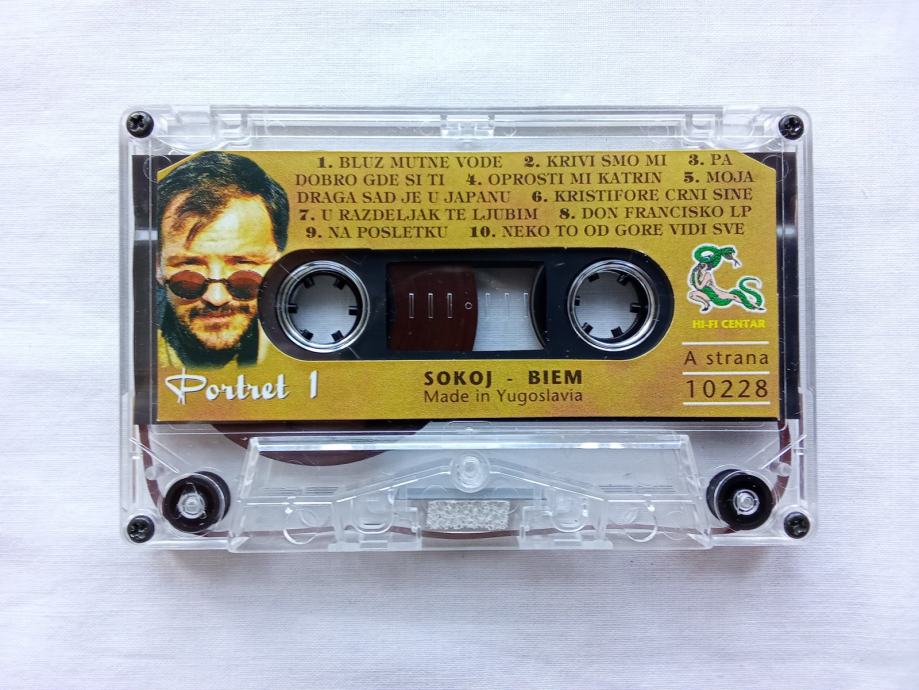 1. BLUZ MUTNE VODE 2. KRIVI SMO MI 3. PA
DOBRO GDE SI TI 4. OPROSTI MI KATRIN 5. MOJA
DRAGA SAD JE U JAPANU 6. KRISTIFORE CRNI SINE
7. U RAZDELJAK TE LJUBIM 8. DON FRANCISKO LP
9. NA POSLETKU 10. NEKO TO OD GORE VIDI SVE
HI-FI CENTAR
A strana
10228
Portret 1
SOKOJ - BIEM
Made in Yugoslavia